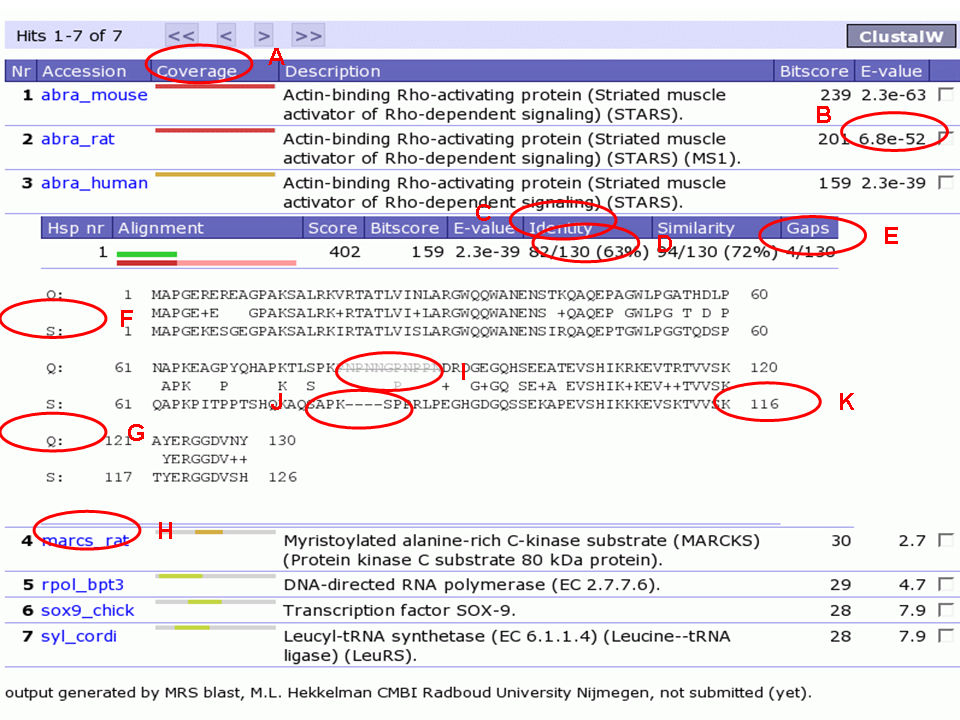 Hits 1-7 of 7 << < > >> ClustalW
A
Nr Accession Coverage Description Bitscore E-value
1 abra_mouse Actin-binding Rho-activating protein (Striated muscle 239 2.3e-63
activator of Rho-dependent signaling) (STARS).
B
2 abra_rat Actin-binding Rho-activating protein (Striated muscle 201 6.8e-52
activator of Rho-dependent signaling) (STARS) (MS1).
3 abra_human Actin-binding Rho-activating protein (Striated muscle 159 2.3e-39
activator of Rho-dependent signaling) (STARS).
C
Hsp nr Alignment Score Bitscore E-value Identity Similarity Gaps E
1 402 159 2.3e-39 82/130 (63%) D 94/130 (72%) 4/130
Q: 1 MAPGEREREAGPAKSALRKVRTATLVINLARGWQQWANENSTKQAQEPAGWLPGATHDLP 60
MAPGE+E GPAKSALRK+RTATLVI+LARGWQQWANENS +QAQEP GWLPG T D P
F
S: 1 MAPGEKESGEGPAKSALRKIRTATLVISLARGWQQWANENSIRQAQEPTGWLPGGTQDSP 60
Q: 61 NAPKEAGPYQHAPKTLSPK NPNNGPNPP DRDGEGQHSEEATEVSHIKRKEVTRTVVSK 120
I
APK P K S P + G+GQ SE+A EVSHIK+KEV++TVVSK
J
S: 61 QAPKPITPPTSHQKAQSAPK----SPPRLPEGHGDGQSSEKAPEVSHIKKKEVSKTVVSK 116 K
Q: 121 G AYERGGDVNY 130
YERGGDV++
S: 117 TYERGGDVSH 126
H
4 marcs_rat Myristoylated alanine-rich C-kinase substrate (MARCKS) 30 2.7
(Protein kinase C substrate 80 kDa protein).
5 rpol_bpt3 DNA-directed RNA polymerase (EC 2.7.7.6). 29 4.7
6 sox9_chick Transcription factor SOX-9. 28 7.9
7 syl_cordi Leucyl-tRNA synthetase (EC 6.1.1.4) (Leucine--tRNA 28 7.9
ligase) (LeuRS).
output generated by MRS blast, M.L. Hekkelman CMBI Radboud University Nijmegen, not submitted (yet).